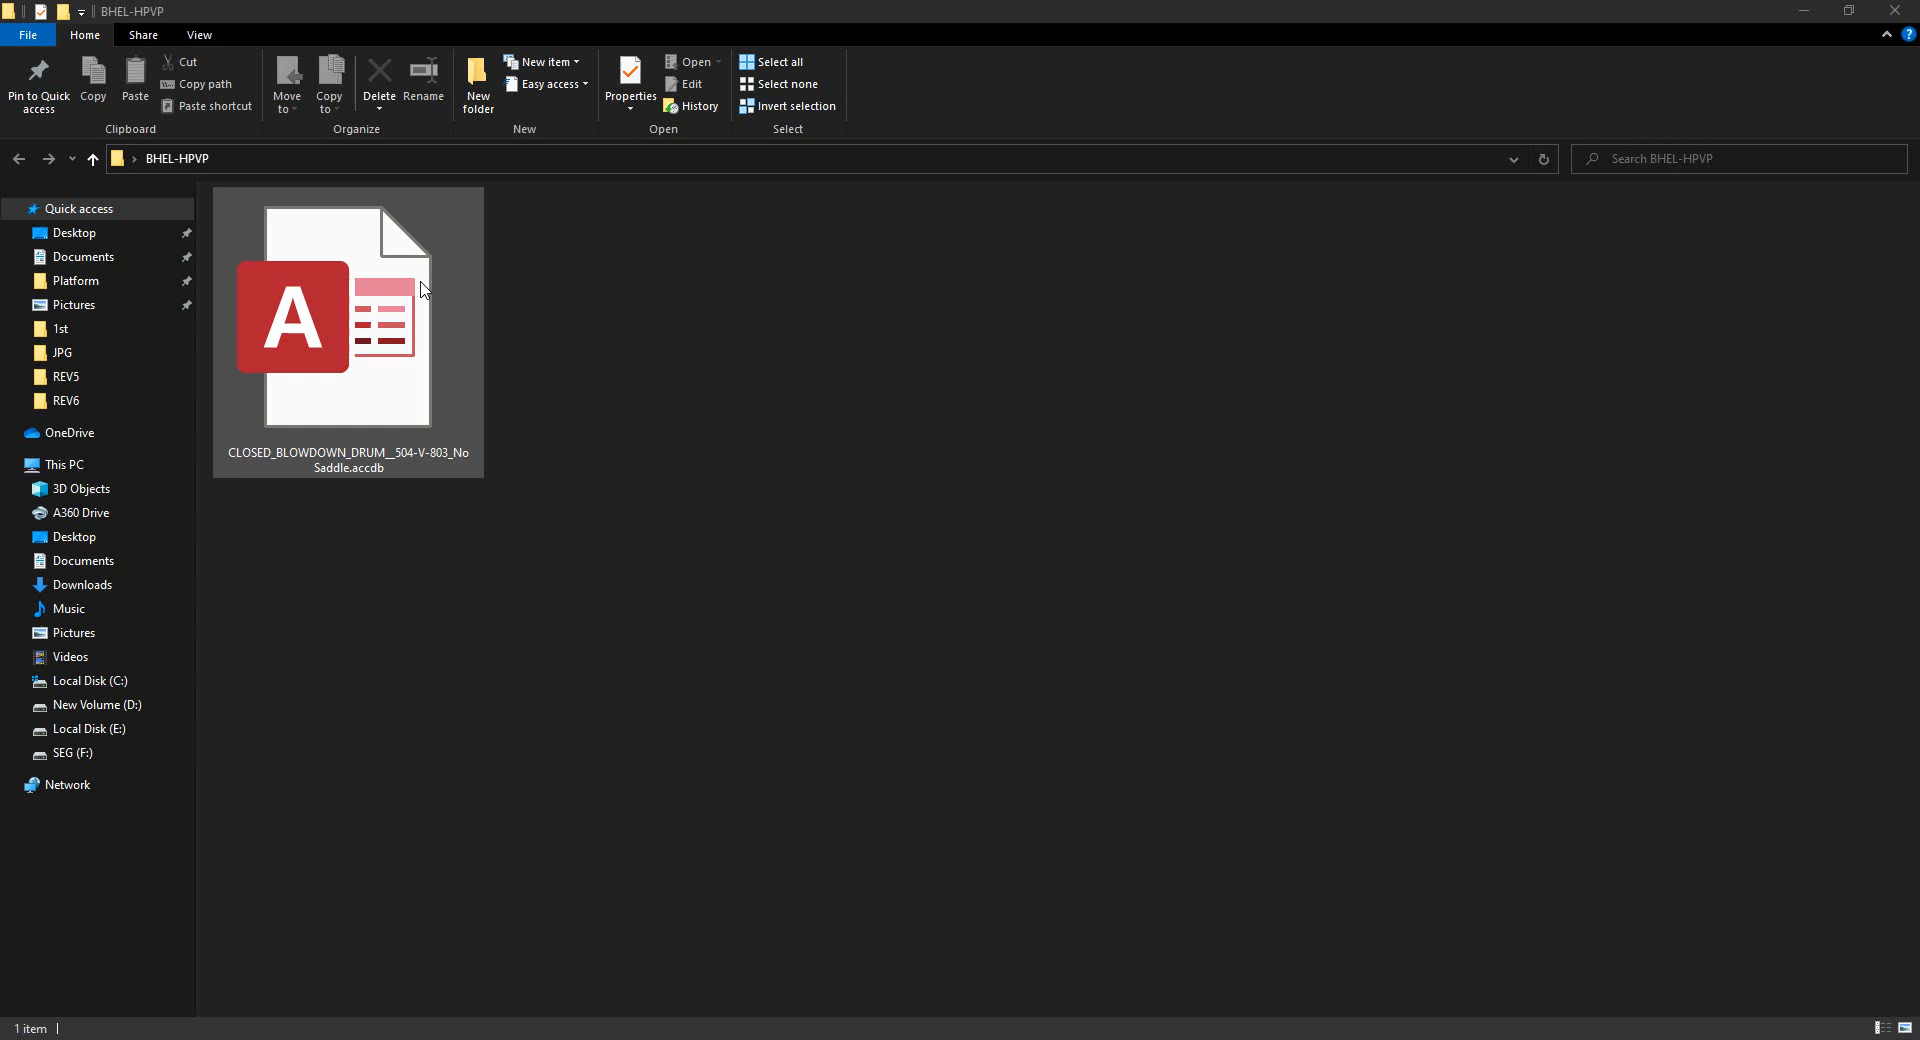 BHEL-HPVP
File Home Share View
Pin to Quick access
Copy
Paste
Cut
Copy path
Paste shortcut
Clipboard
Move to
Copy to
Delete
Rename
Organize
New folder
New item
Easy access
New
Properties
Open
Edit
History
Open
Select all
Select none
Invert selection
Select
BHEL-HPVP
Search BHEL-HPVP
Quick access
Desktop
Documents
Platform
Pictures
1st
JPG
REV5
REV6
OneDrive
This PC
3D Objects
A360 Drive
Desktop
Documents
Downloads
Music
Pictures
Videos
Local Disk (C:)
New Volume (D:)
Local Disk (E:)
SEG (F:)
Network
A
CLOSED_BLOWDOWN_DRUM__504-V-803_No
Saddle.accdb
1 item